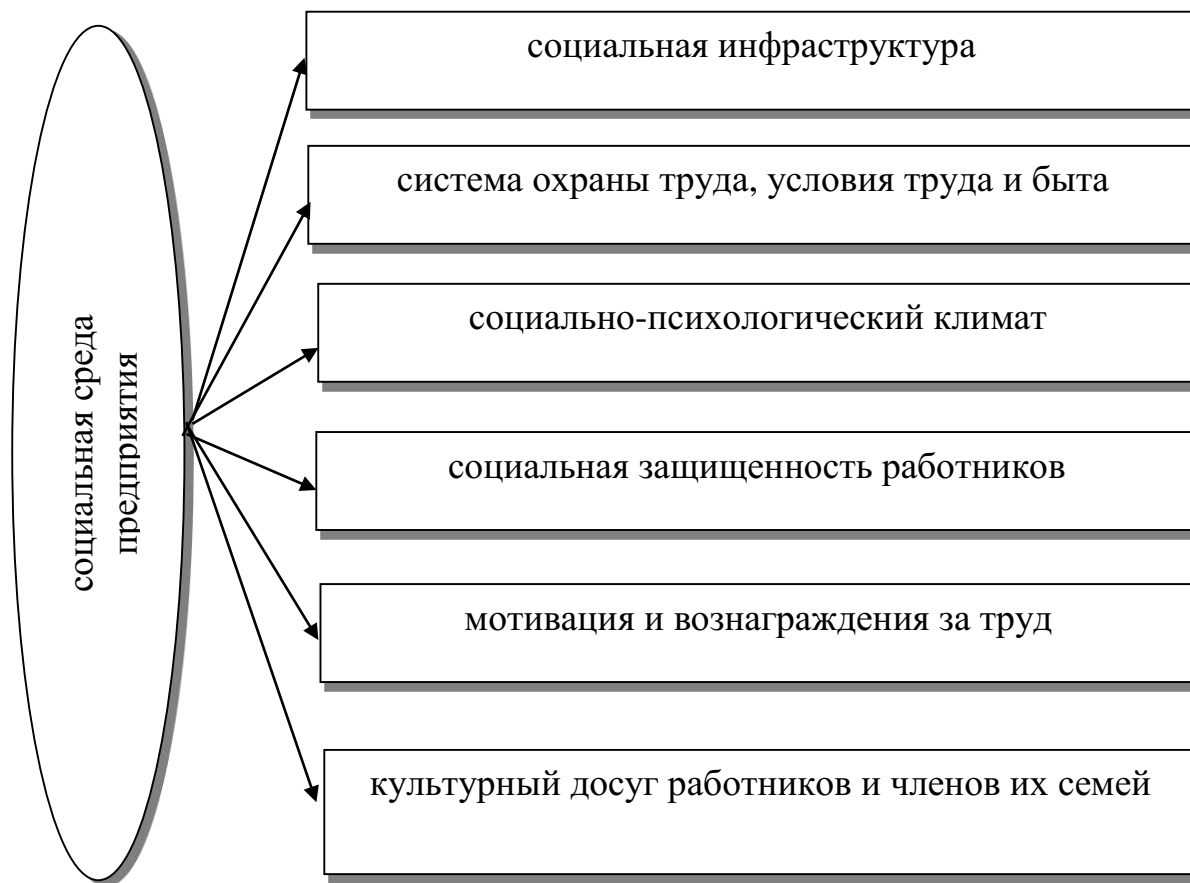 социальная среда
предприятия
социальная инфраструктура
система охраны труда, условия труда и быта
социально-психологический климат
социальная защищенность работников
мотивация и вознаграждения за труд
культурный досуг работников и членов их семей